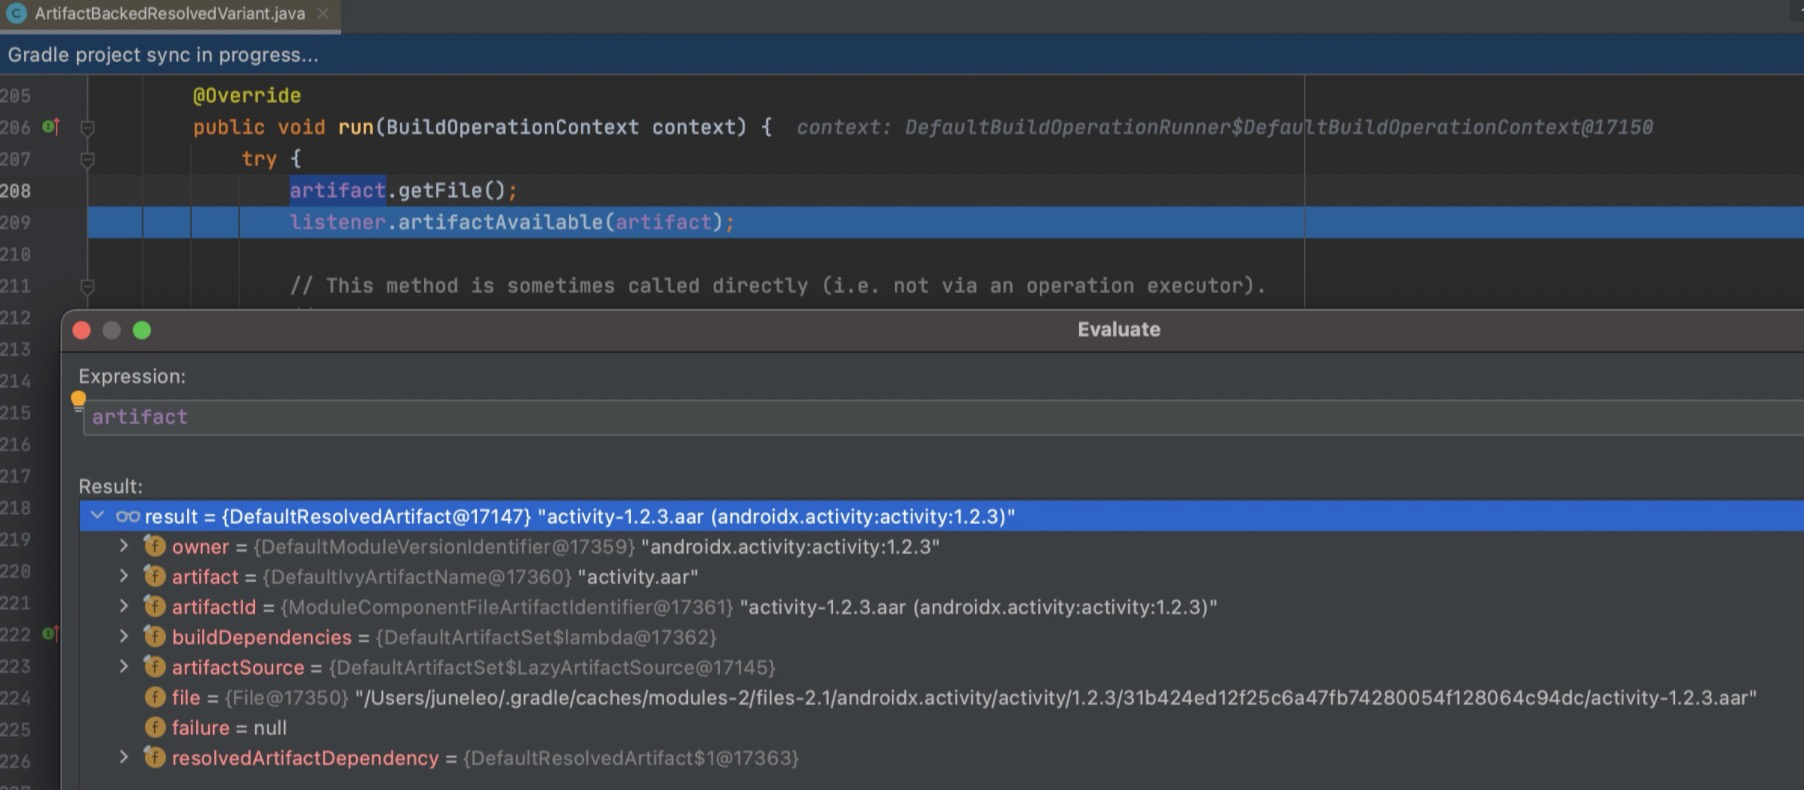 ArtifactBackedResolvedVariant.java
Gradle project sync in progress...
205 @Override
206 public void run(BuildOperationContext context) { context: DefaultBuildOperationRunner$DefaultBuildOperationContext@17150
207 try {
208 artifact.getFile();
209 listener.artifactAvailable(artifact);
210
211 // This method is sometimes called directly (i.e. not via an operation executor).
212
Evaluate
213
214 Expression:
215 artifact
216
217 Result:
218 result = {DefaultResolvedArtifact@17147} "activity-1.2.3.aar (androidx.activity:activity:1.2.3)"
219 owner = {DefaultModuleVersionIdentifier@17359} "androidx.activity:activity:1.2.3"
220 artifact = {DefaultIvyArtifactName@17360} "activity.aar"
221 artifactId = {ModuleComponentFileArtifactIdentifier@17361} "activity-1.2.3.aar (androidx.activity:activity:1.2.3)"
222 buildDependencies = {DefaultArtifactSet$lambda@17362}
223 artifactSource = {DefaultArtifactSet$LazyArtifactSource@17145}
224 file = {File@17350} "/Users/juneleo/.gradle/caches/modules-2/files-2.1/androidx.activity/activity/1.2.3/31b424ed12f25c6a47fb74280054f128064c94dc/activity-1.2.3.aar"
225 failure = null
226 resolvedArtifactDependency = {DefaultResolvedArtifact$1@17363}